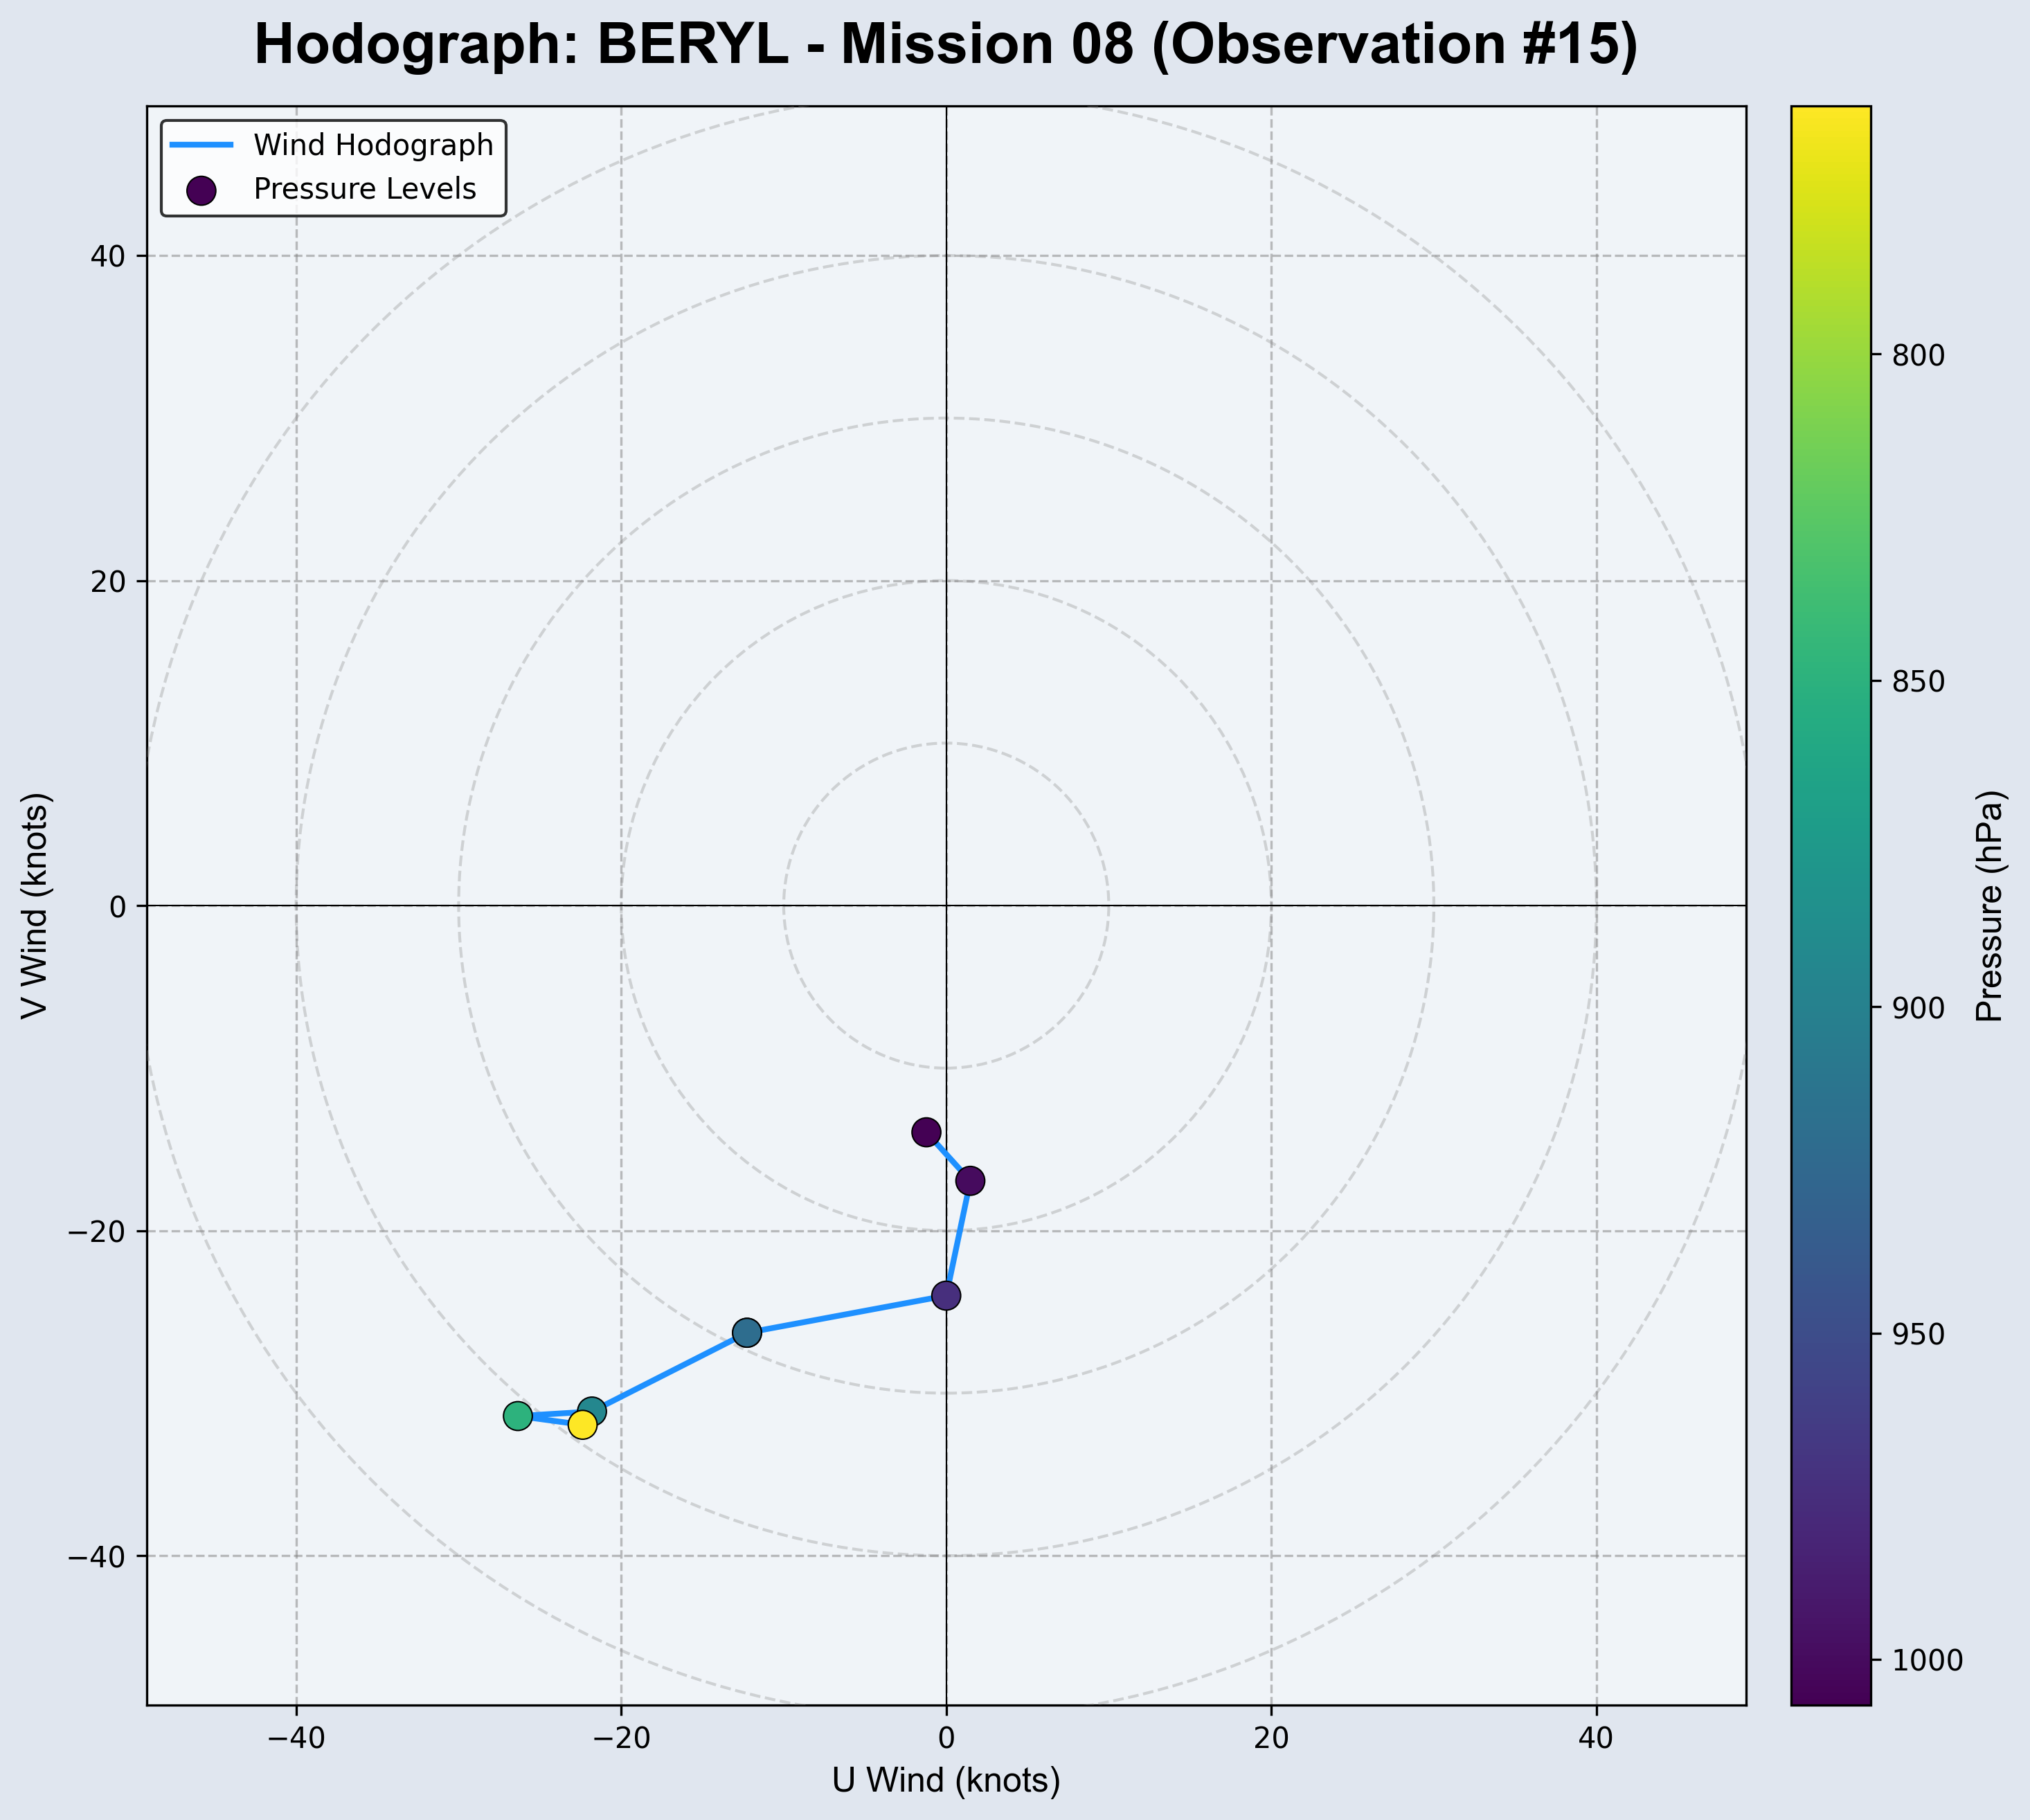 Hodograph: BERYL - Mission 08 (Observation #15)
Wind Hodograph
Pressure Levels
40
20
0
−20
−40
V Wind (knots)
−40
−20
0
20
40
U Wind (knots)
800
850
900
950
1000
Pressure (hPa)